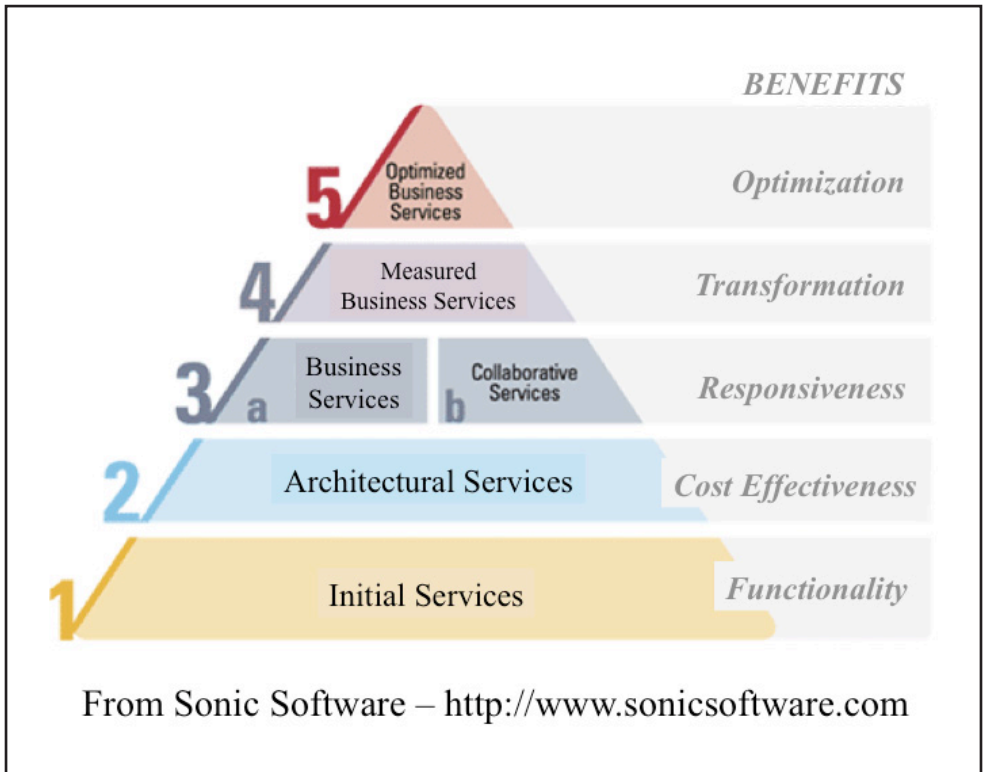 BENEFITS
5
Optimized
Business
Services
Optimization
4
Measured
Business Services
Transformation
3
a
Business
Services
b
Collaborative
Services
Responsiveness
2
Architectural Services
Cost Effectiveness
1
Initial Services
Functionality
From Sonic Software – http://www.sonicsoftware.com